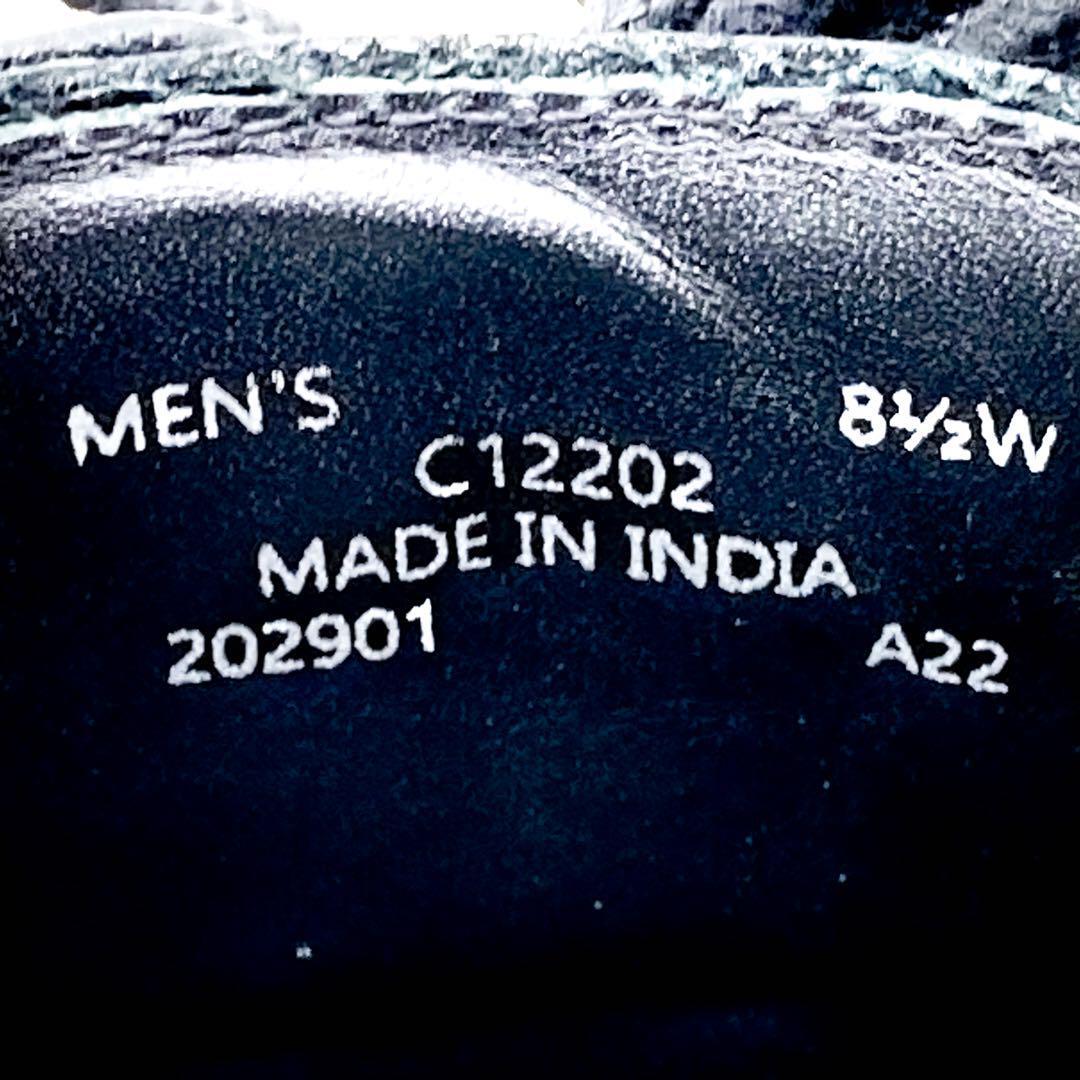 MEN'S 8½W
C12202
MADE IN INDIA
202901 A22